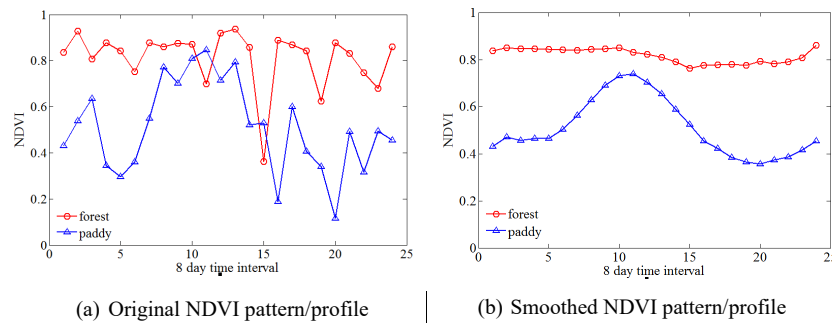 1
0.8
0.6
0.4
0.2
0
NDVI
forest
paddy
0 5 10 15 20 25
8 day time interval
(a) Original NDVI pattern/profile
1
0.8
0.6
0.4
0.2
0
NDVI
forest
paddy
0 5 10 15 20 25
8 day time interval
(b) Smoothed NDVI pattern/profile